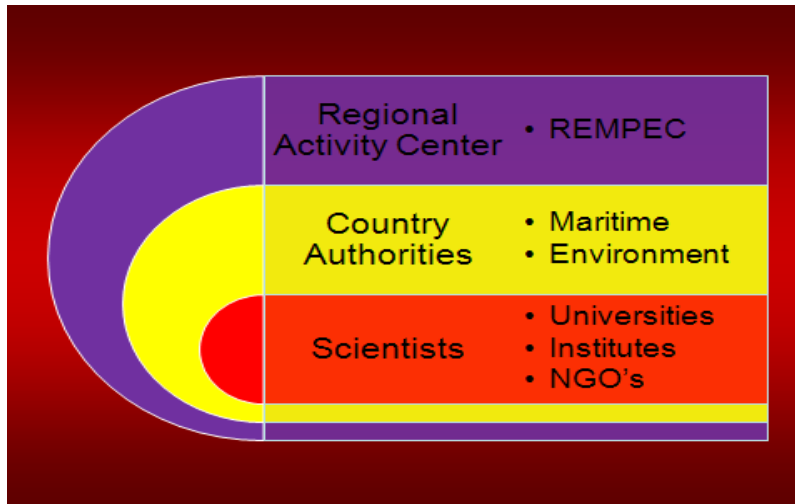 Regional
Activity Center
• REMPEC
Country
Authorities
• Maritime
• Environment
Scientists
• Universities
• Institutes
• NGO's